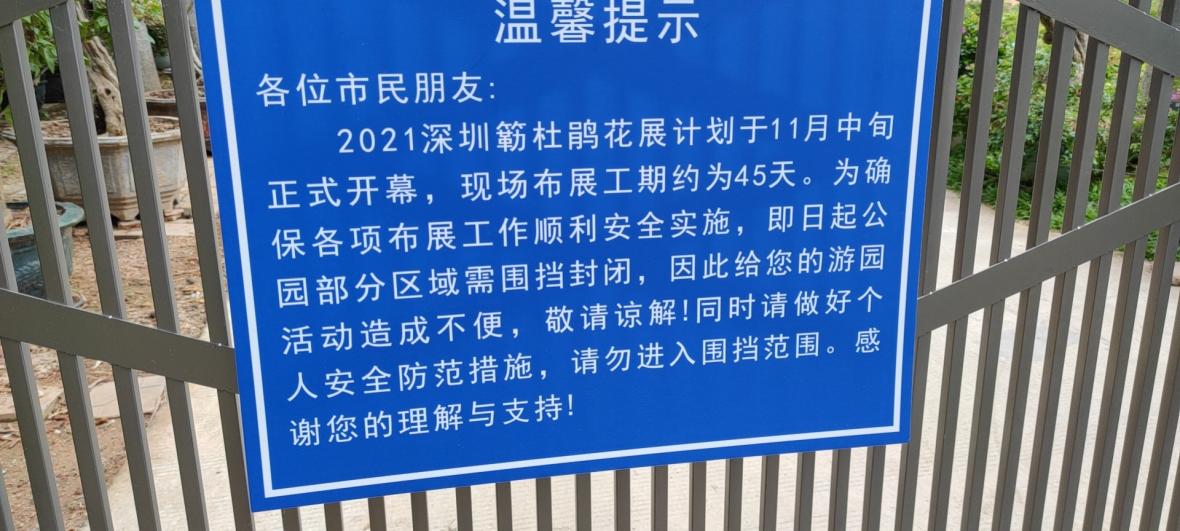 温馨提示
各位市民朋友:
2021深圳簕杜鹃花展计划于11月中旬
正式开幕，现场布展工期约为45天。为确
保各项布展工作顺利安全实施，即日起公
园部分区域需围挡封闭，因此给您的游园
活动造成不便，敬请谅解!同时请做好个
人安全防范措施，请勿进入围挡范围。感
谢您的理解与支持!